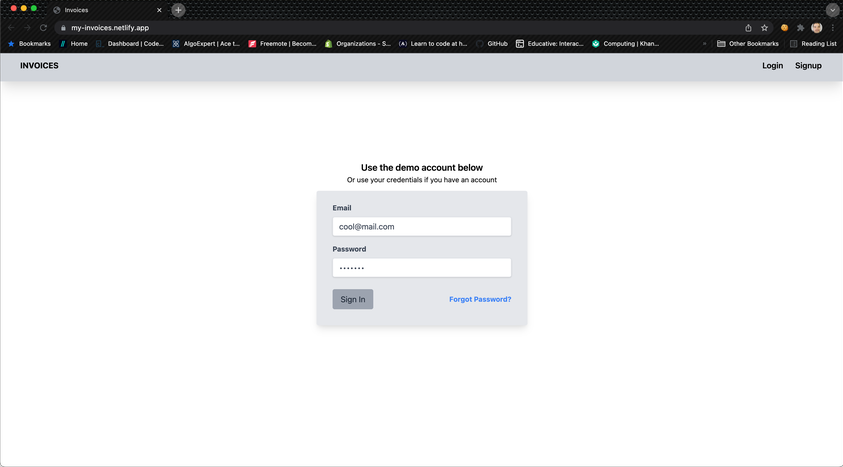 Invoices
my-invoices.netlify.app
Bookmarks Home Dashboard | Code... AlgoExpert | Ace t... Freemote | Becom... Organizations - S... (A) Learn to code at h... GitHub Educative: Interac... Computing | Khan... » Other Bookmarks Reading List
INVOICES Login Signup
Use the demo account below
Or use your credentials if you have an account
Email
cool@mail.com
Password
•••••••
Sign In Forgot Password?